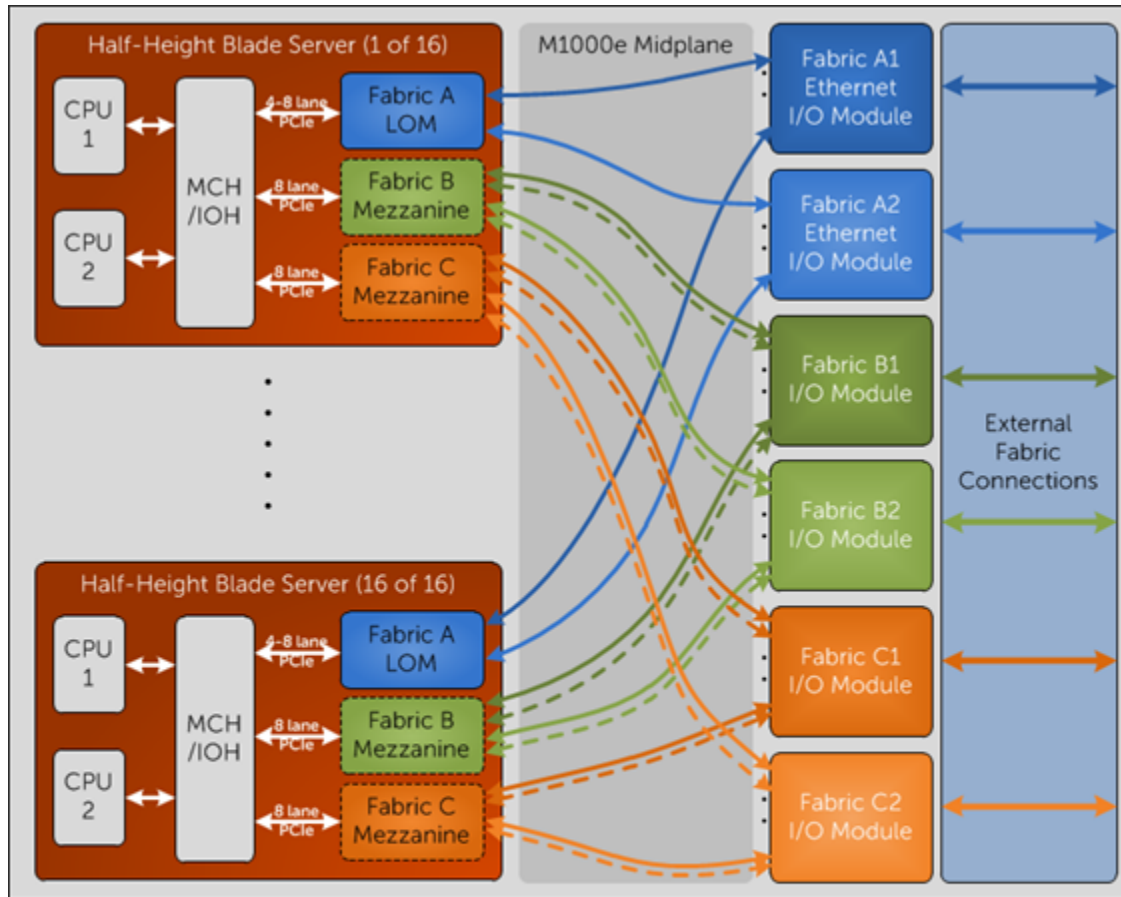 Half-Height Blade Server (1 of 16)
CPU
1
CPU
2
MCH
/IOH
4-8 lane
PCIe
8 lane
PCIe
8 lane
PCIe
Fabric A
LOM
Fabric B
Mezzanine
Fabric C
Mezzanine
M1000e Midplane
Fabric A1
Ethernet
I/O Module
Fabric A2
Ethernet
I/O Module
Fabric B1
I/O Module
Fabric B2
I/O Module
Fabric C1
I/O Module
Fabric C2
I/O Module
External
Fabric
Connections
Half-Height Blade Server (16 of 16)
CPU
1
CPU
2
MCH
/IOH
4-8 lane
PCIe
8 lane
PCIe
8 lane
PCIe
Fabric A
LOM
Fabric B
Mezzanine
Fabric C
Mezzanine